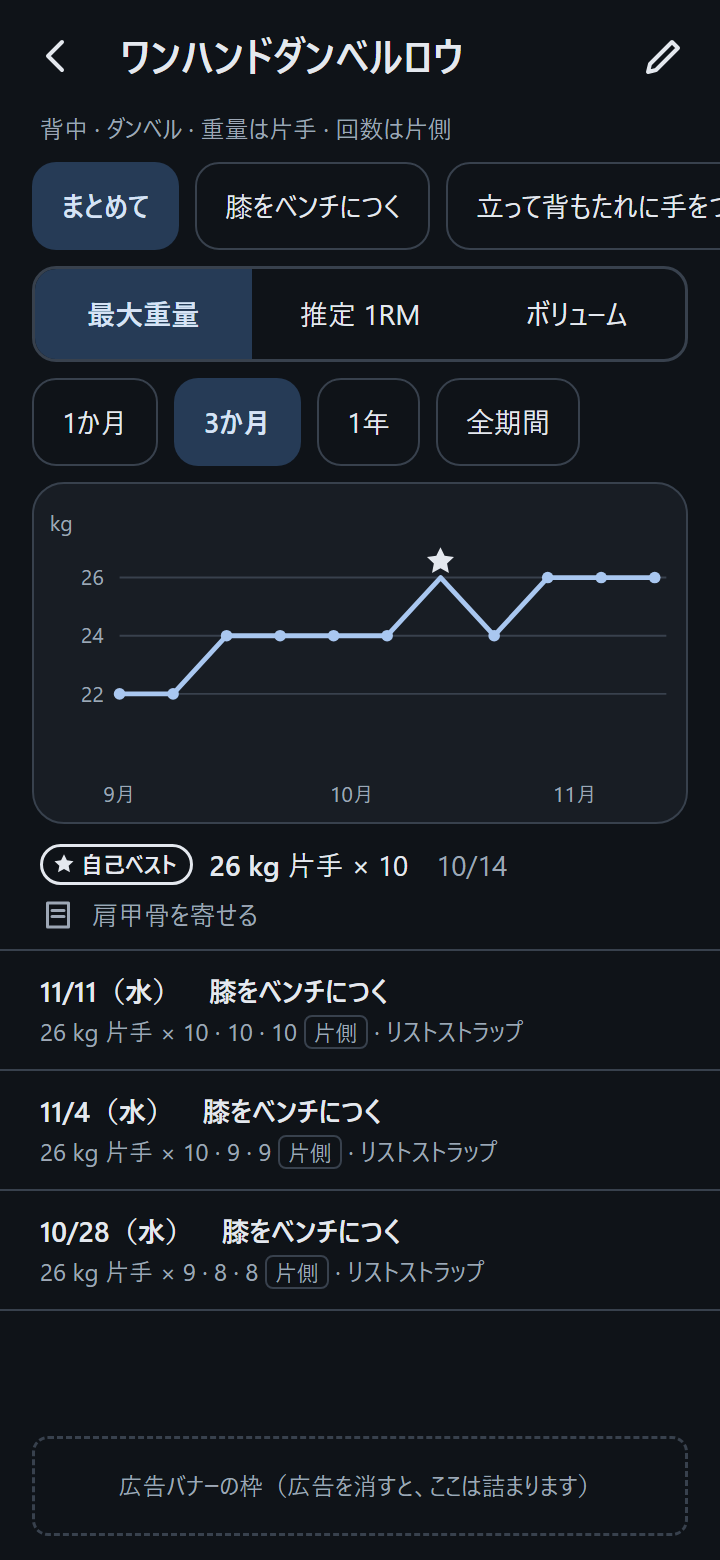 ワンハンドダンベルロウ
背中 · ダンベル · 重量は片手 · 回数は片側
まとめて 膝をベンチにつく 立って背もたれに手をつ
最大重量 推定 1RM ボリューム
1か月 3か月 1年 全期間
kg
26
24
22
9月 10月 11月
★ 自己ベスト 26 kg 片手 × 10 10/14
肩甲骨を寄せる
11/11（水） 膝をベンチにつく
26 kg 片手 × 10 · 10 · 10 片側 · リストストラップ
11/4（水） 膝をベンチにつく
26 kg 片手 × 10 · 9 · 9 片側 · リストストラップ
10/28（水） 膝をベンチにつく
26 kg 片手 × 9 · 8 · 8 片側 · リストストラップ
広告バナーの枠（広告を消すと、ここは詰まります）